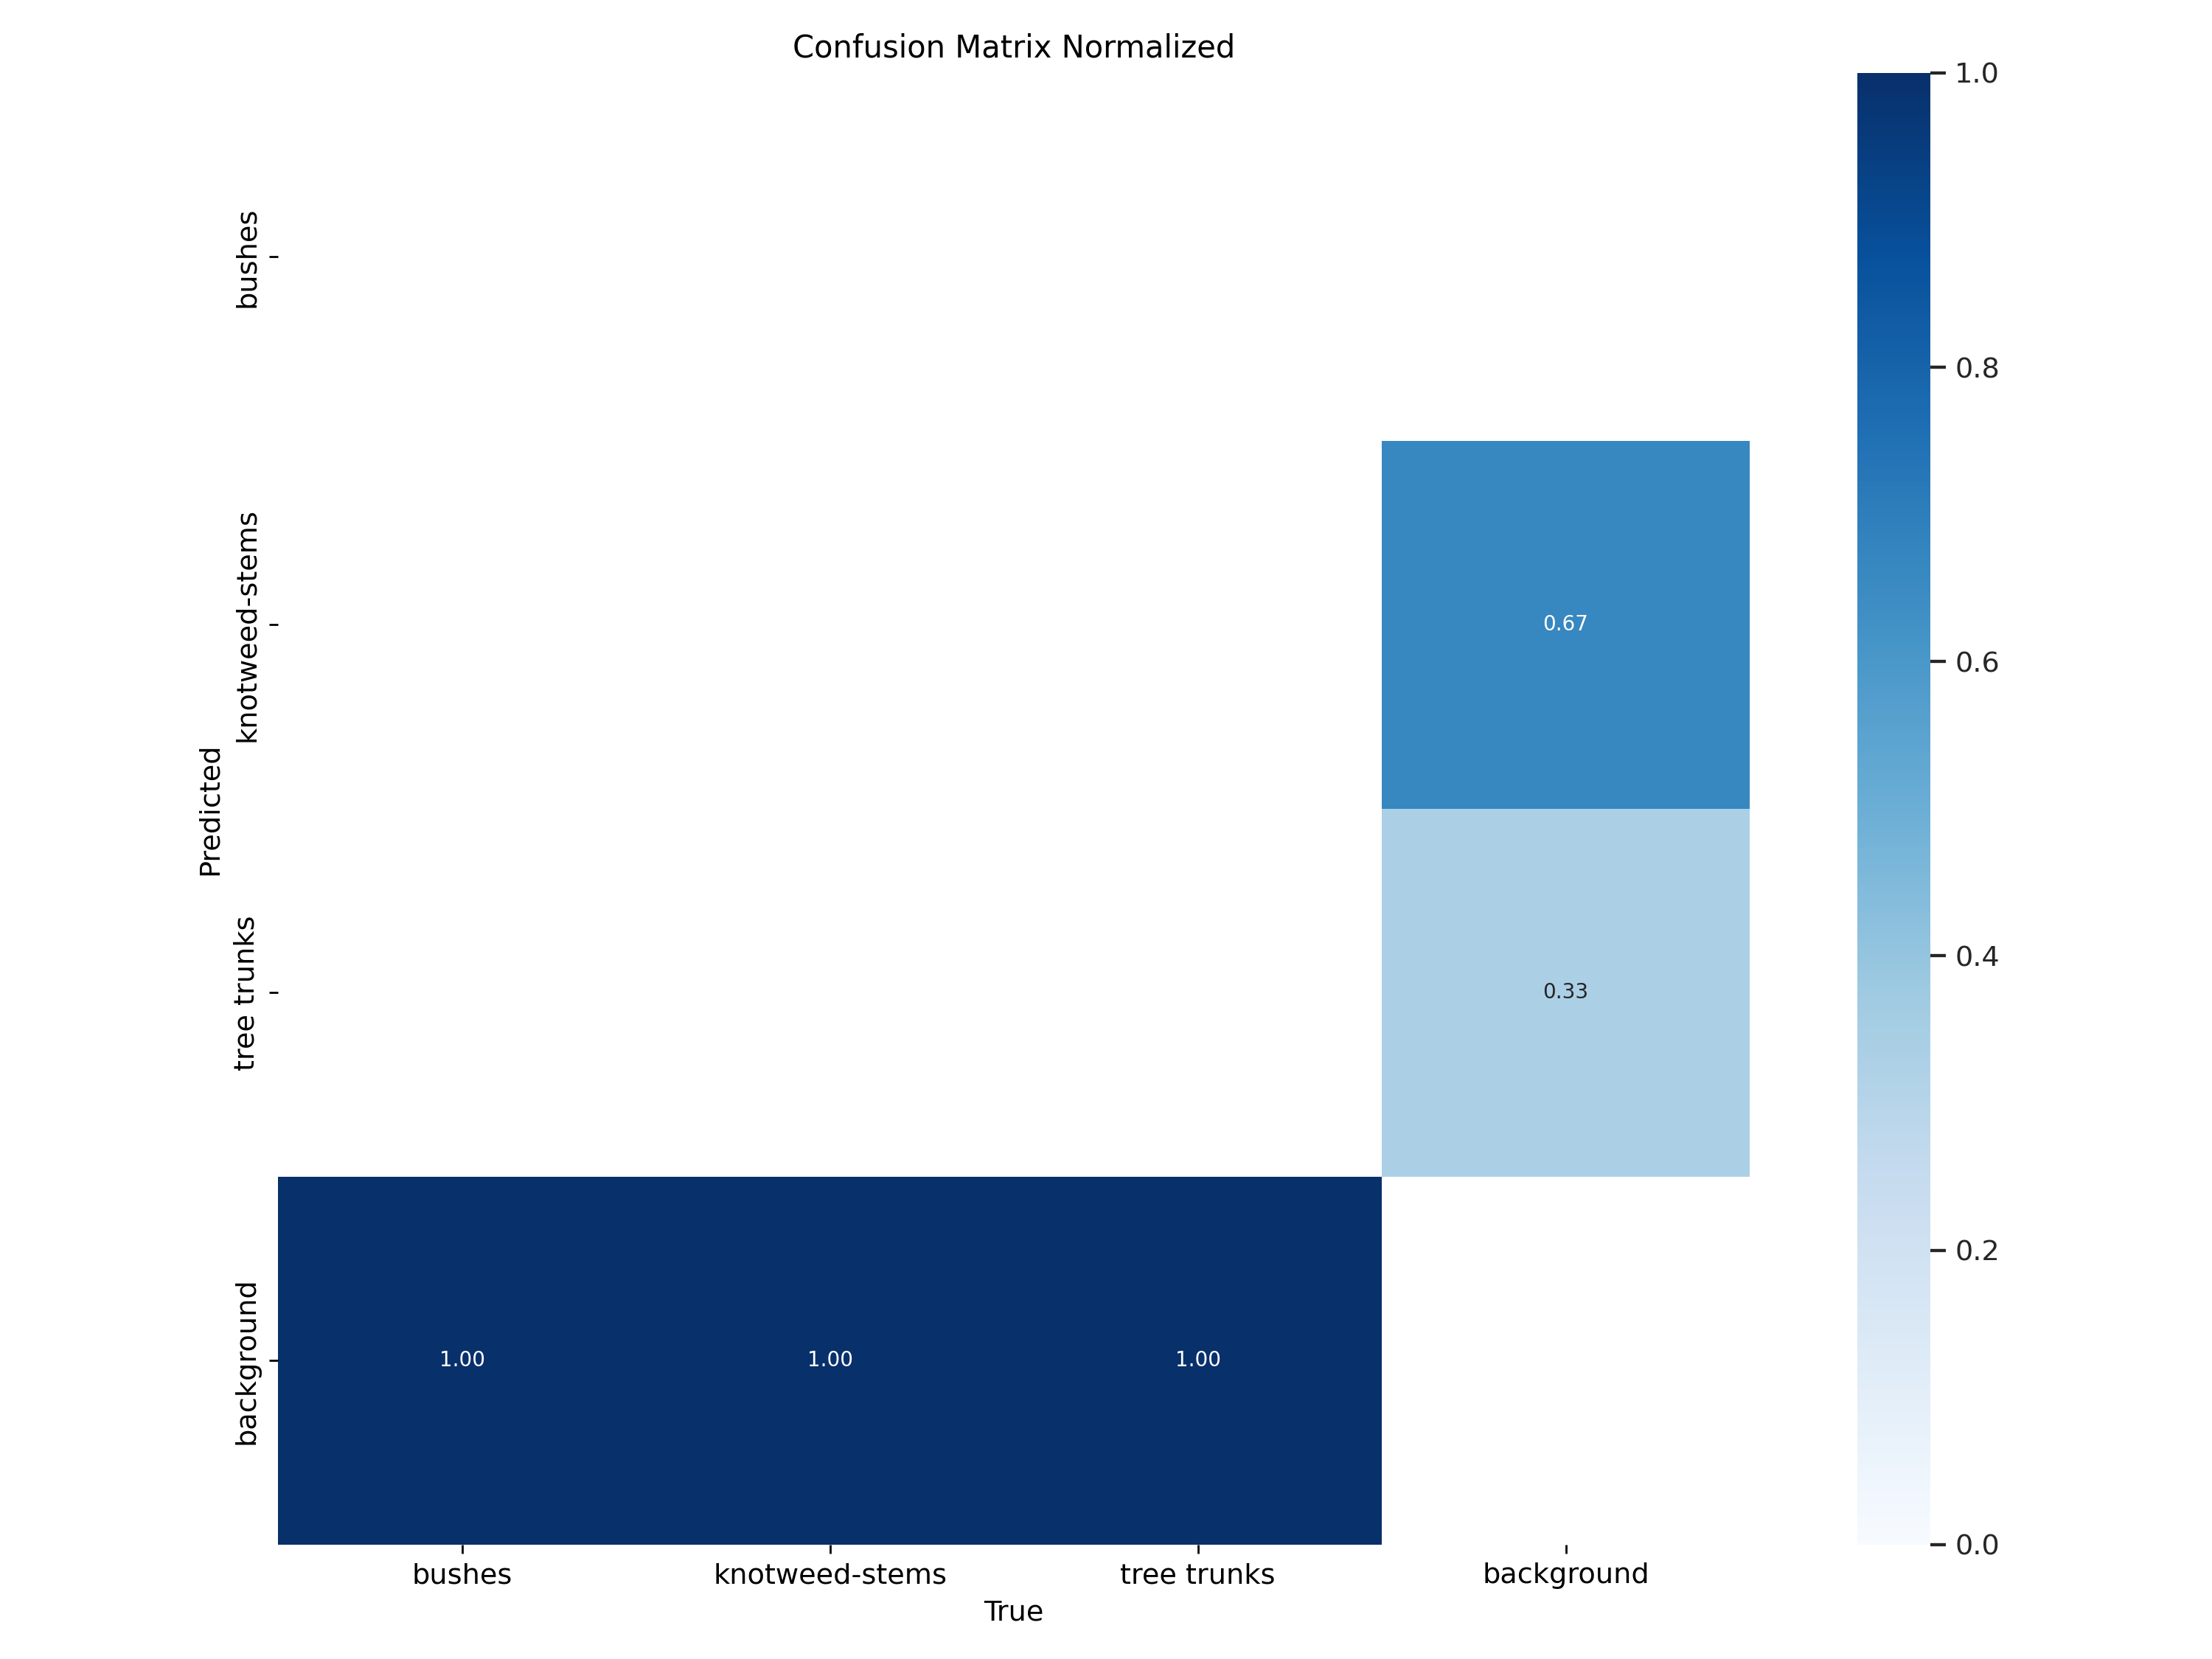 Confusion Matrix Normalized
1.0
0.8
0.6
0.4
0.2
0.0
Predicted
bushes
knotweed-stems
tree trunks
background
0.67
0.33
1.00 1.00 1.00
bushes knotweed-stems tree trunks background
True